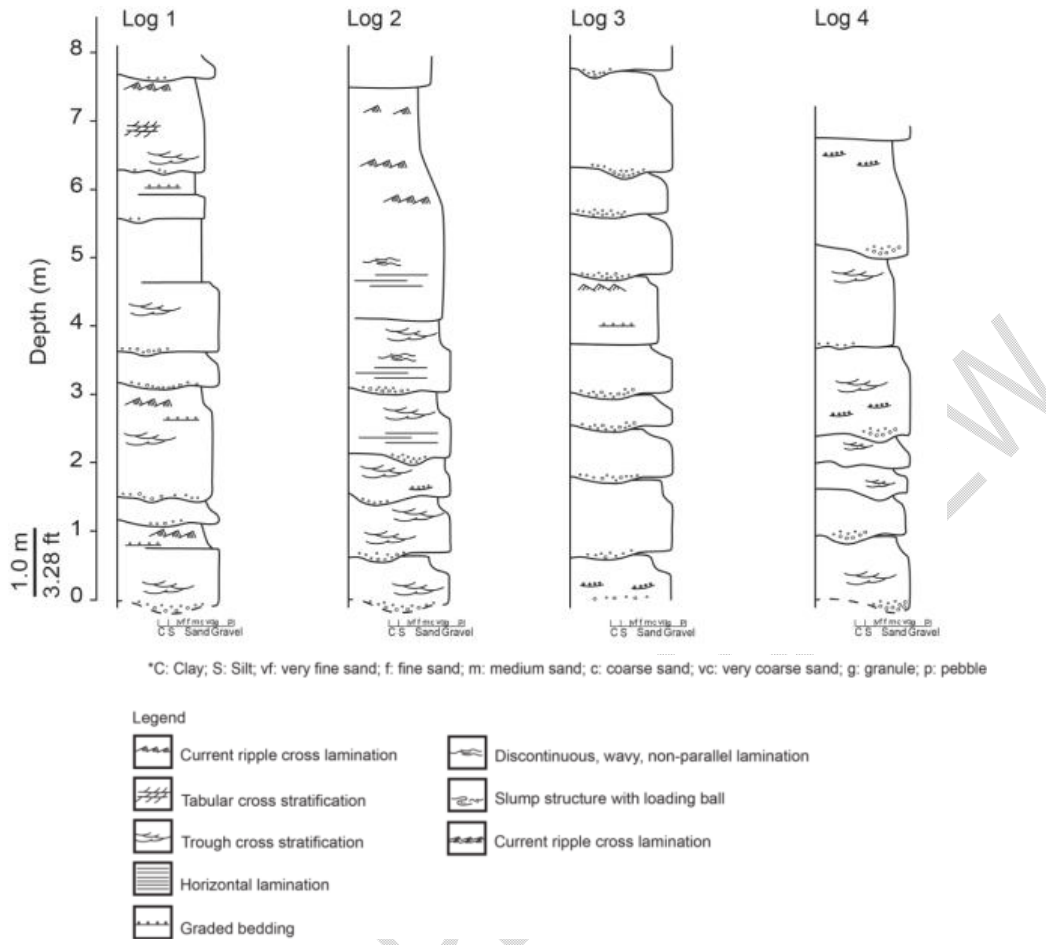 Log 1 Log 2 Log 3 Log 4
8
7
6
5
4
3
2
1
0
Depth (m)
1.0 m
3.28 ft
C S Sand Gravel C S Sand Gravel C S Sand Gravel C S Sand Gravel
*C: Clay; S: Silt; vf: very fine sand; f: fine sand; m: medium sand; c: coarse sand; vc: very coarse sand; g: granule; p: pebble
Legend
Current ripple cross lamination
Tabular cross stratification
Trough cross stratification
Horizontal lamination
Graded bedding
Discontinuous, wavy, non-parallel lamination
Slump structure with loading ball
Current ripple cross lamination